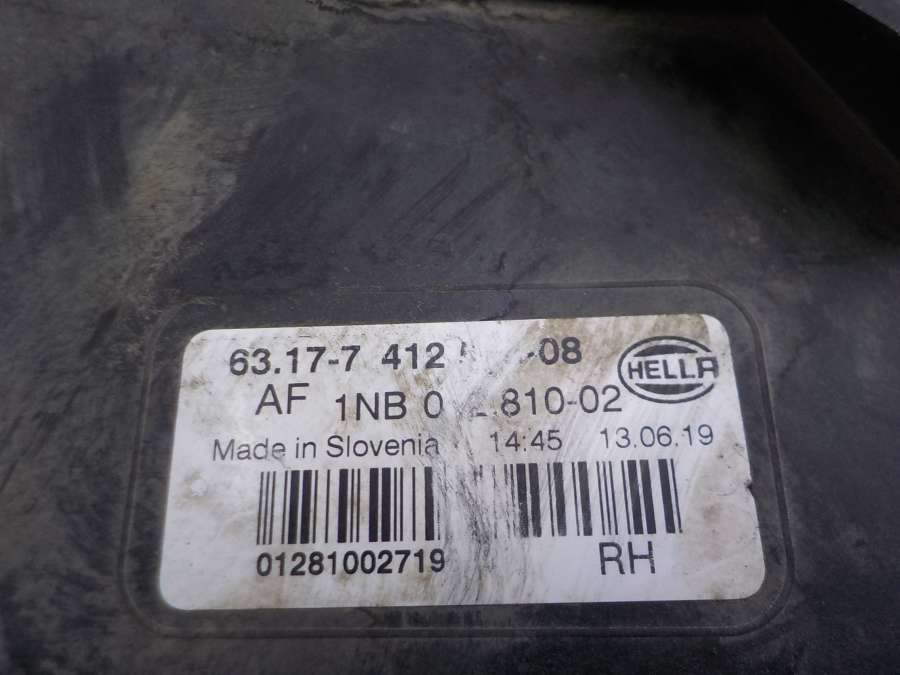 63.17-7 412 -08
HELLA
AF 1NB 810-02
Made in Slovenia 14:45 13.06.19
01281002719 RH